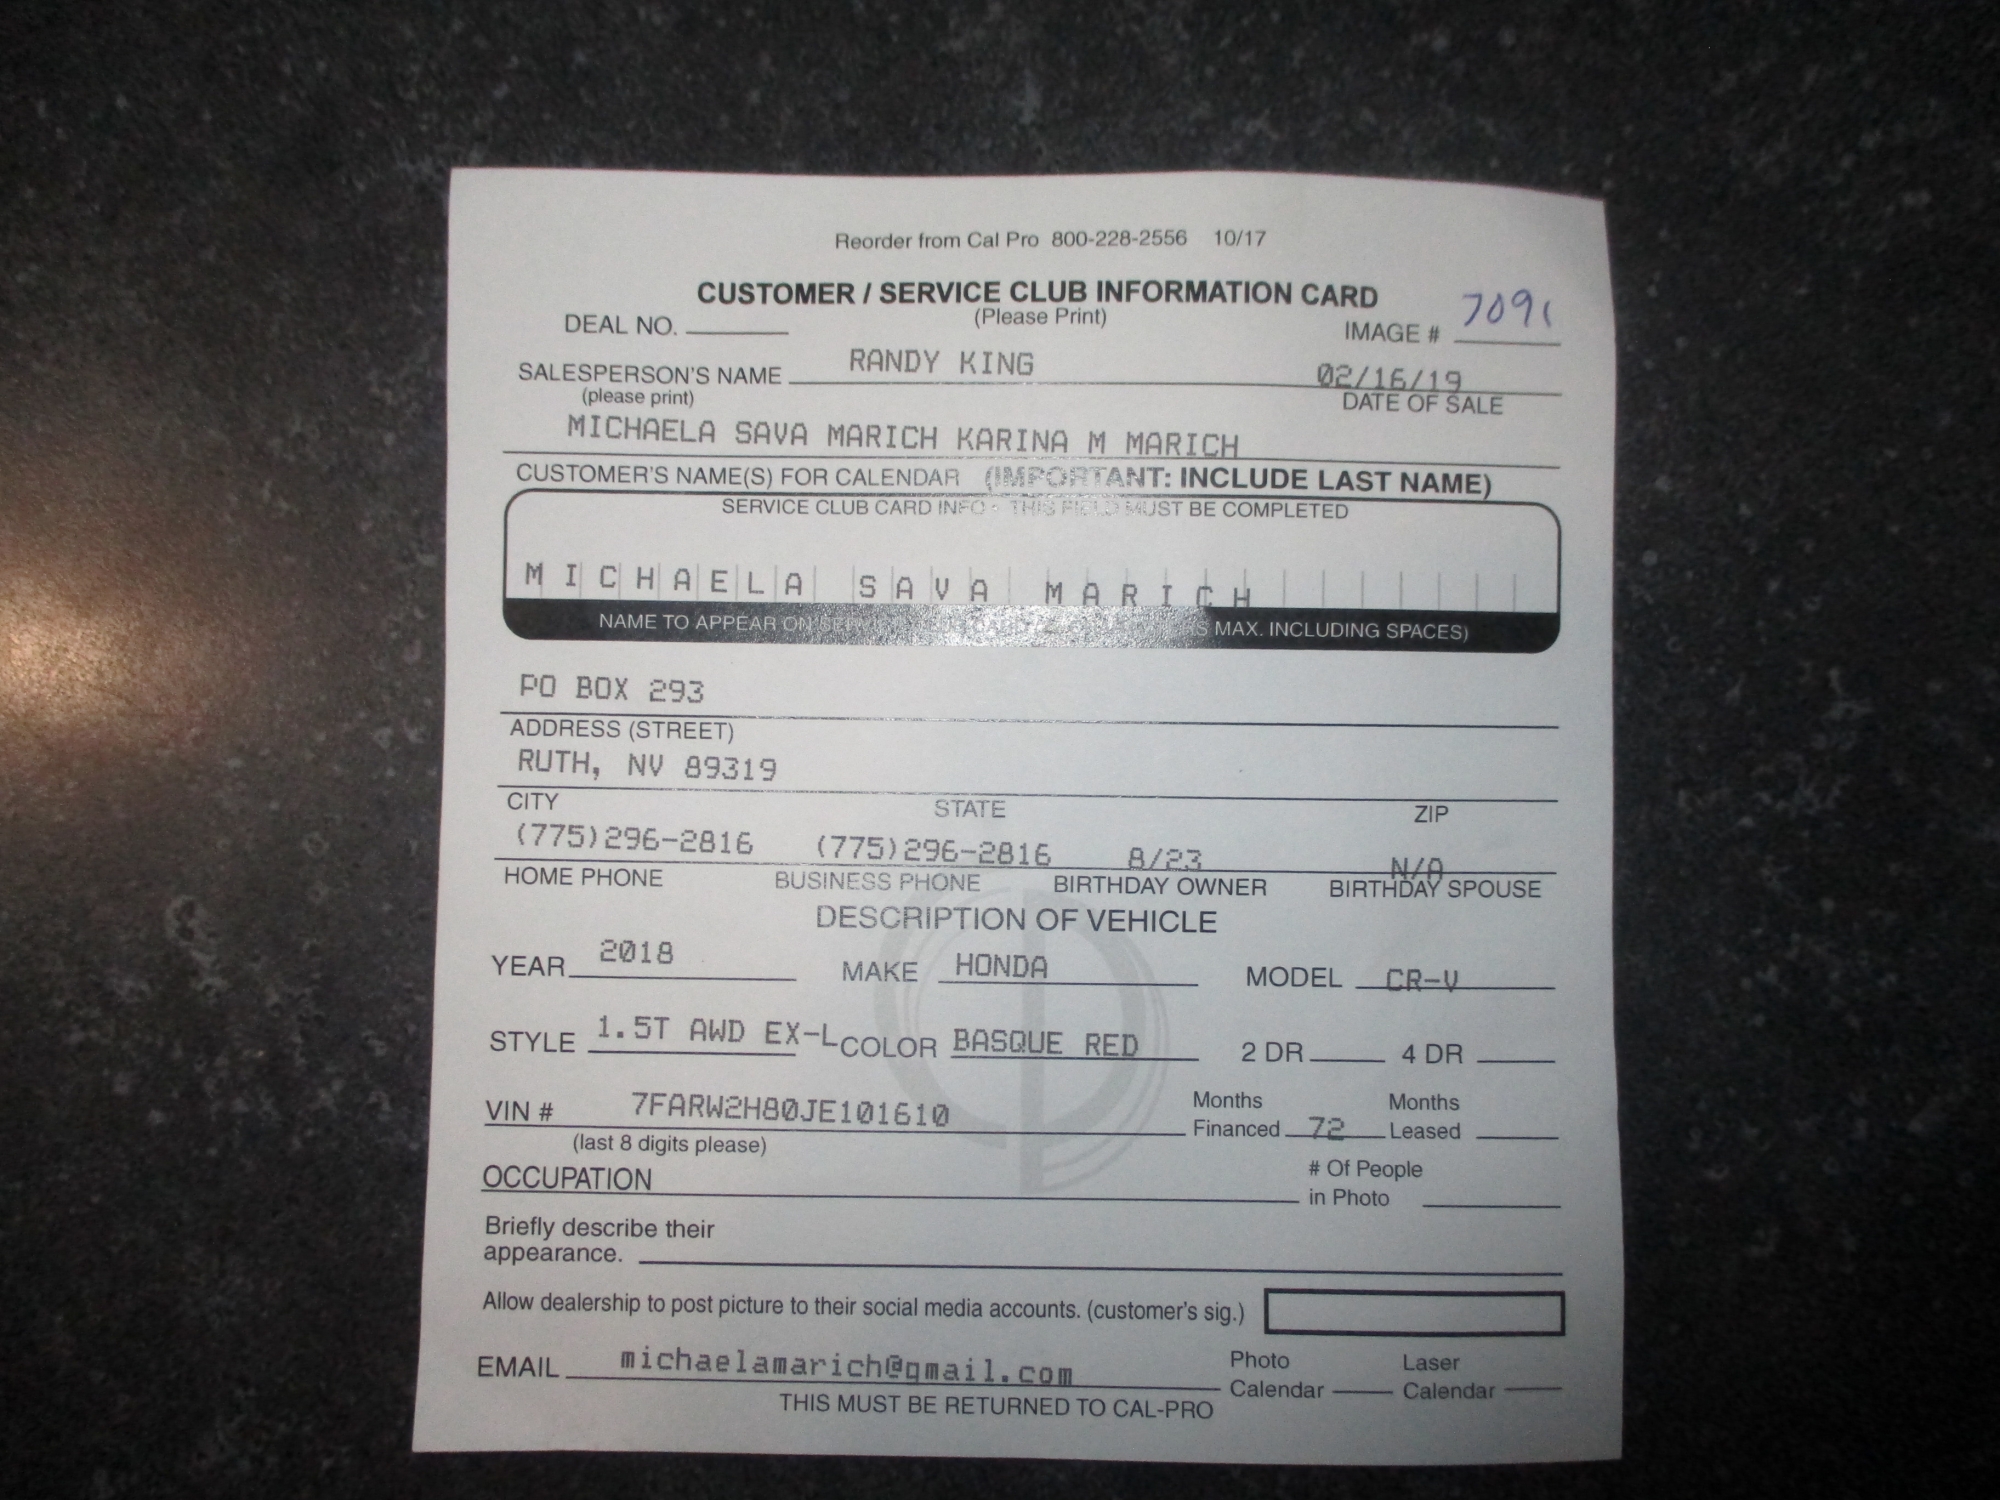 Reorder from Cal Pro 800-228-2556 10/17
CUSTOMER / SERVICE CLUB INFORMATION CARD
(Please Print)
DEAL NO. IMAGE # 7091
SALESPERSON'S NAME RANDY KING 02/16/19
(please print) DATE OF SALE
MICHAELA SAVA MARICH KARINA M MARICH
CUSTOMER'S NAME(S) FOR CALENDAR (IMPORTANT: INCLUDE LAST NAME)
SERVICE CLUB CARD INFO - THIS FIELD MUST BE COMPLETED
MICHAELA SAVA MARICH
NAME TO APPEAR ON MAX. INCLUDING SPACES)
PO BOX 293
ADDRESS (STREET)
RUTH, NV 89319
CITY STATE ZIP
(775)296-2816 (775)296-2816 8/23 N/A
HOME PHONE BUSINESS PHONE BIRTHDAY OWNER BIRTHDAY SPOUSE
DESCRIPTION OF VEHICLE
YEAR 2018 MAKE HONDA MODEL CR-V
STYLE 1.5T AWD EX-L COLOR BASQUE RED 2 DR 4 DR
VIN # 7FARW2H80JE101610 Months Financed 72 Months Leased
(last 8 digits please)
OCCUPATION # Of People in Photo
Briefly describe their
appearance.
Allow dealership to post picture to their social media accounts. (customer's sig.)
EMAIL michaelamarich@gmail.com Photo Calendar Laser Calendar
THIS MUST BE RETURNED TO CAL-PRO